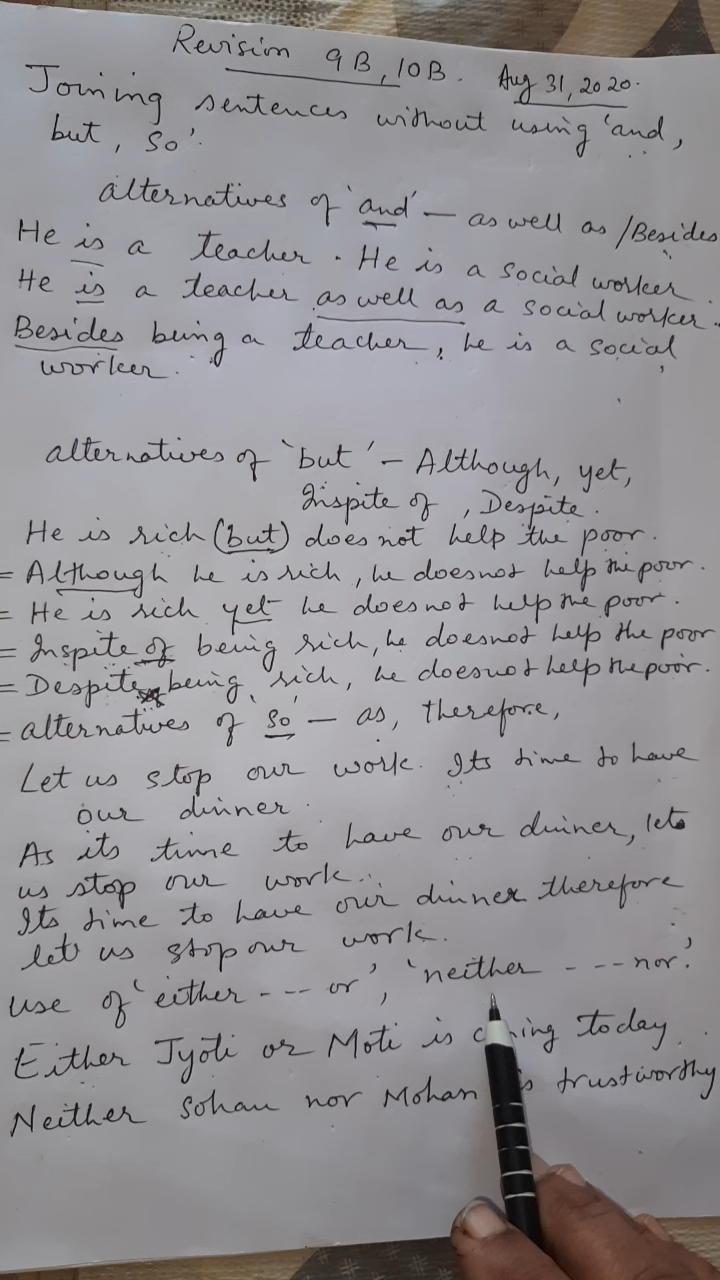 Revision 9B, 10B. Aug 31, 2020.
Joining sentences without using 'and,
but, so'.
alternatives of 'and' — as well as / Besides
He is a teacher. He is a social worker.
He is a teacher as well as a social worker.
Besides being a teacher, he is a social
worker.
alternatives of 'but' – Although, yet,
Inspite of, Despite.
He is rich (but) does not help the poor.
= Although he is rich, he doesnot help the poor.
= He is rich yet he doesnot help the poor.
= Inspite of being rich, he doesnot help the poor
= Despite being rich, he doesnot help the poor.
= alternatives of 'so' — as, therefore,
Let us stop our work. Its time to have
our dinner.
As its time to have our dinner, let
us stop our work.
Its time to have our dinner therefore
let us stop our work.
use of 'either --- or', 'neither --- nor'.
Either Jyoti or Moti is c ing today.
Neither Sohan nor Mohan s trustworthy